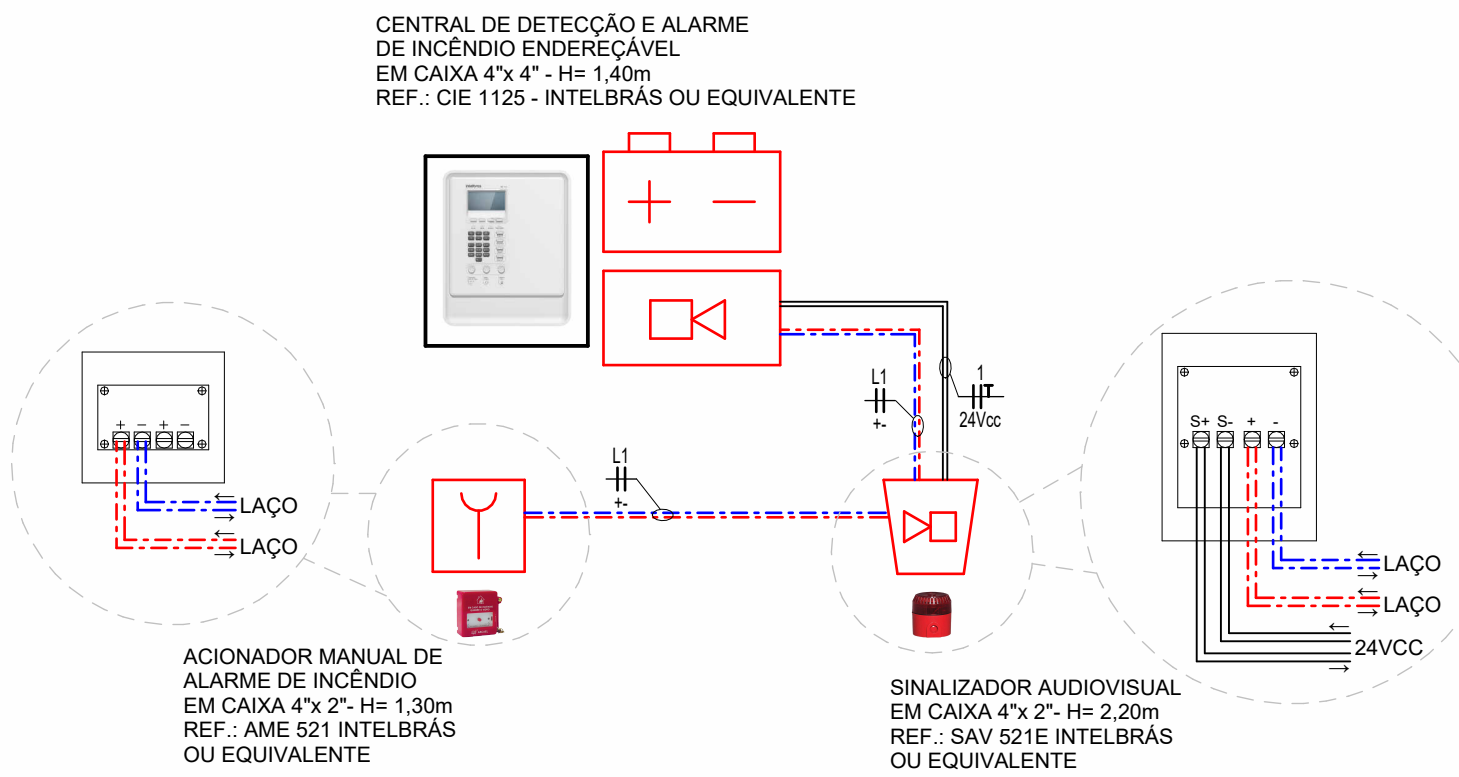 CENTRAL DE DETECÇÃO E ALARME
DE INCÊNDIO ENDEREÇÁVEL
EM CAIXA 4"x 4" - H= 1,40m
REF.: CIE 1125 - INTELBRÁS OU EQUIVALENTE
+ −
L1
+-
1
24Vcc
L1
+-
+ − + −
LAÇO
LAÇO
S+ S- + -
LAÇO
LAÇO
24VCC
ACIONADOR MANUAL DE
ALARME DE INCÊNDIO
EM CAIXA 4"x 2"- H= 1,30m
REF.: AME 521 INTELBRÁS
OU EQUIVALENTE
SINALIZADOR AUDIOVISUAL
EM CAIXA 4"x 2"- H= 2,20m
REF.: SAV 521E INTELBRÁS
OU EQUIVALENTE